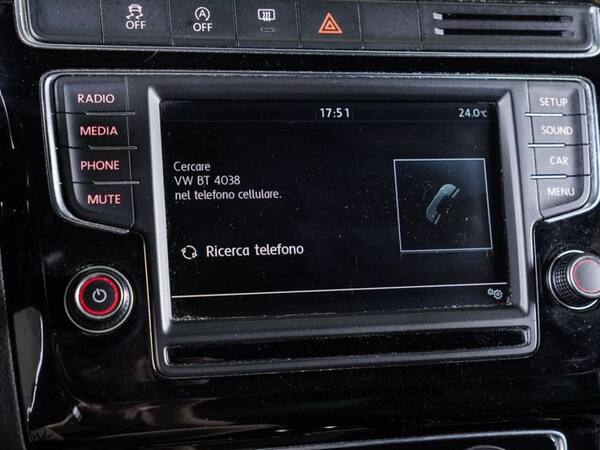 OFF
A
OFF
RADIO
MEDIA
PHONE
MUTE
17:51
24.0°C
Cercare
VW BT 4038
nel telefono cellulare.
Ricerca telefono
SETUP
SOUND
CAR
MENU